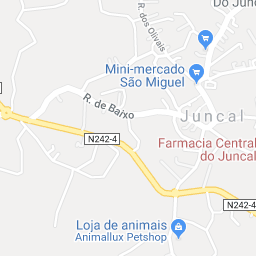 Do Juncal
R. dos Olivais
Mini-mercado
São Miguel
R. de Baixo
Juncal
N242-4
Farmacia Central
do Juncal
N242-4
Loja de animais
Animallux Petshop